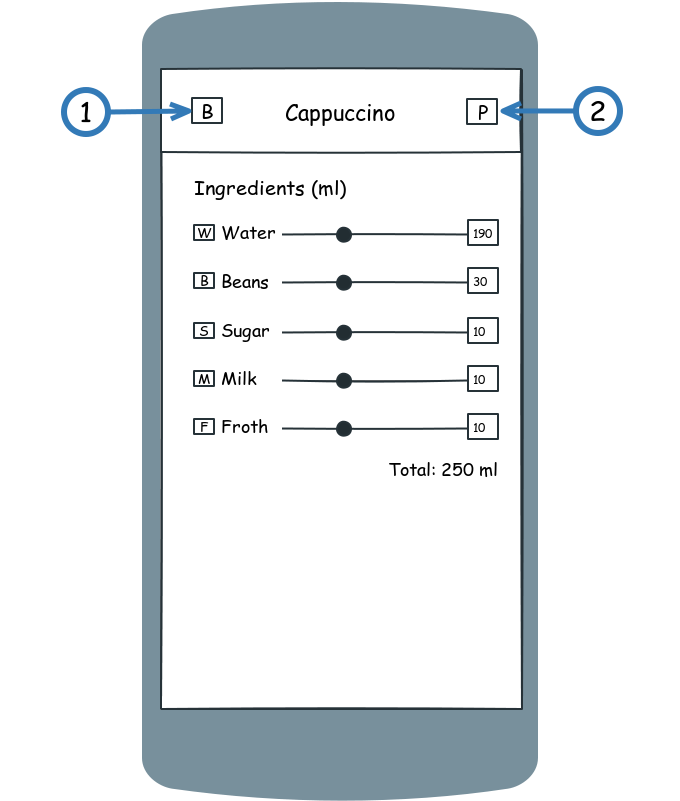 1 B Cappuccino P 2
Ingredients (ml)
W Water 190
B Beans 30
S Sugar 10
M Milk 10
F Froth 10
Total: 250 ml